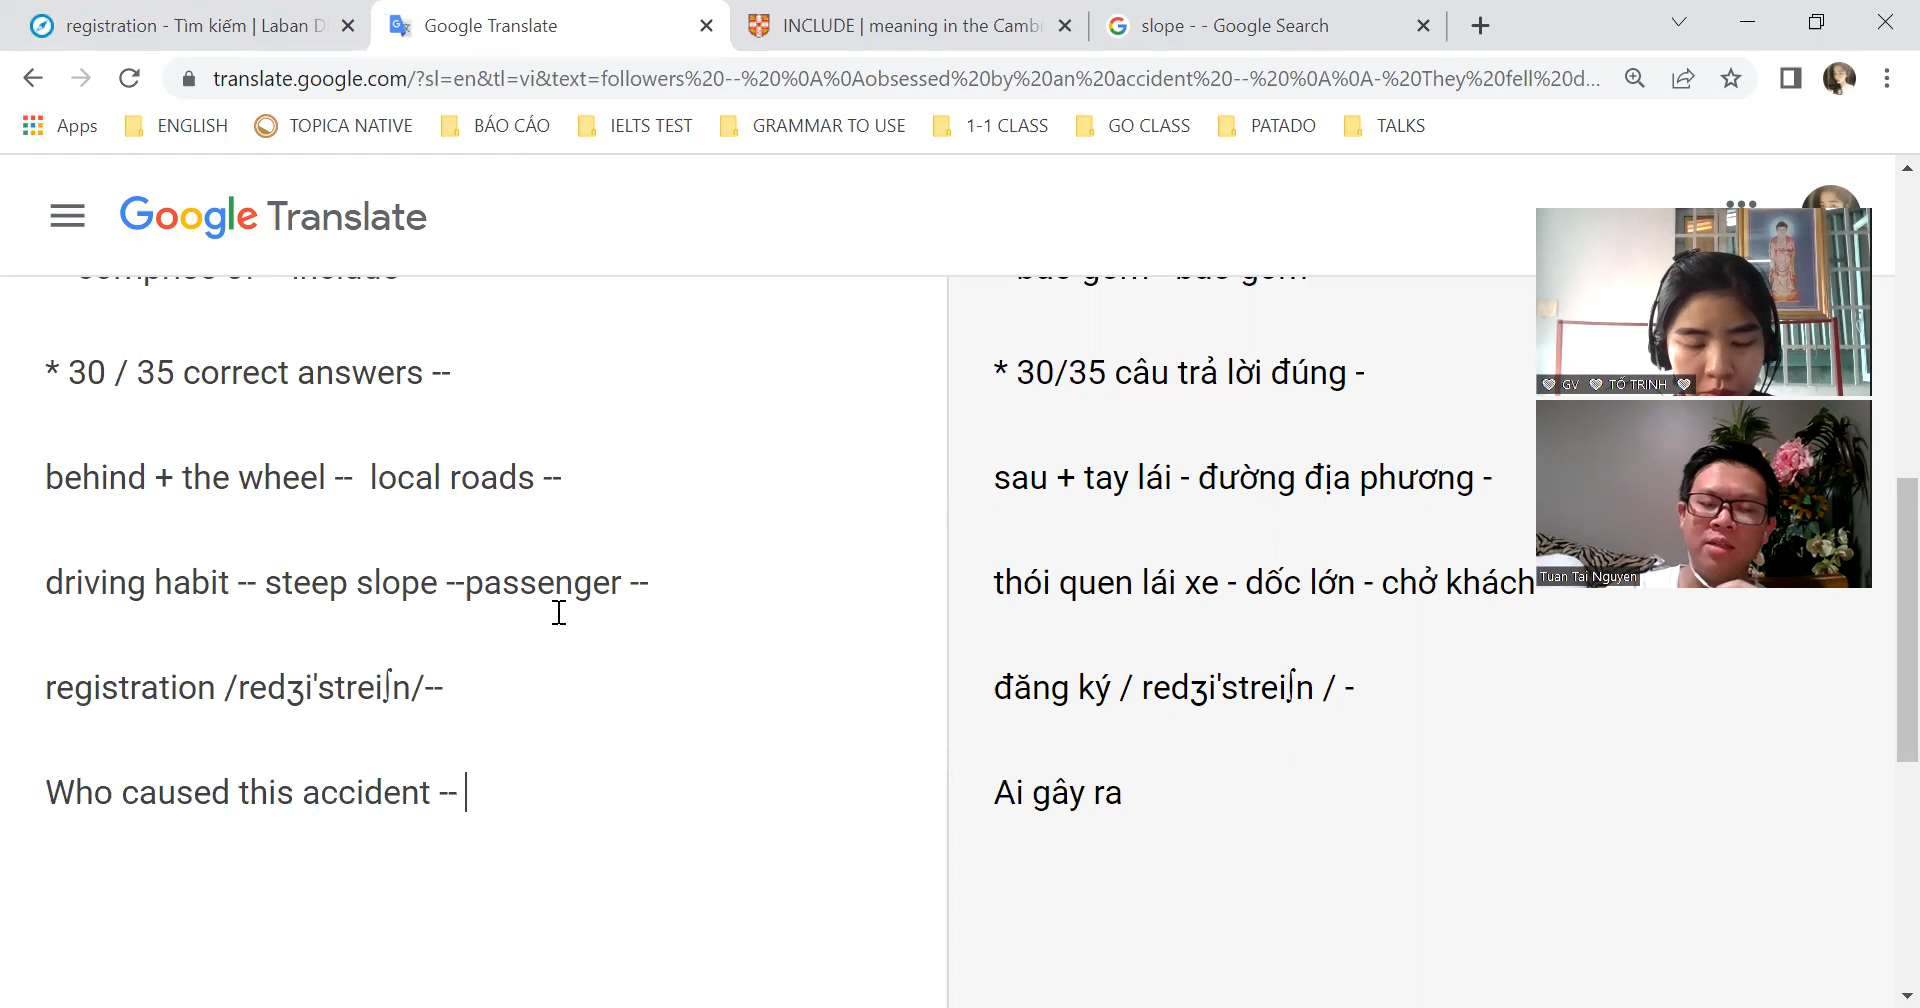 registration - Tìm kiếm | Laban D
Google Translate
INCLUDE | meaning in the Camb
slope - - Google Search
translate.google.com/?sl=en&tl=vi&text=followers%20--%20%0A%0Aobsessed%20by%20an%20accident%20--%20%0A%0A-%20They%20fell%20d...
Apps
ENGLISH
TOPICA NATIVE
BÁO CÁO
IELTS TEST
GRAMMAR TO USE
1-1 CLASS
GO CLASS
PATADO
TALKS
Google Translate
* 30 / 35 correct answers --
behind + the wheel -- local roads --
driving habit -- steep slope --passenger --
registration /redʒi'strei∫n/--
Who caused this accident --
* 30/35 câu trả lời đúng -
sau + tay lái - đường địa phương -
thói quen lái xe - dốc lớn - chở khách
đăng ký / redʒi'strei∫n / -
Ai gây ra
GV TỐ TRINH
Tuan Tai Nguyen